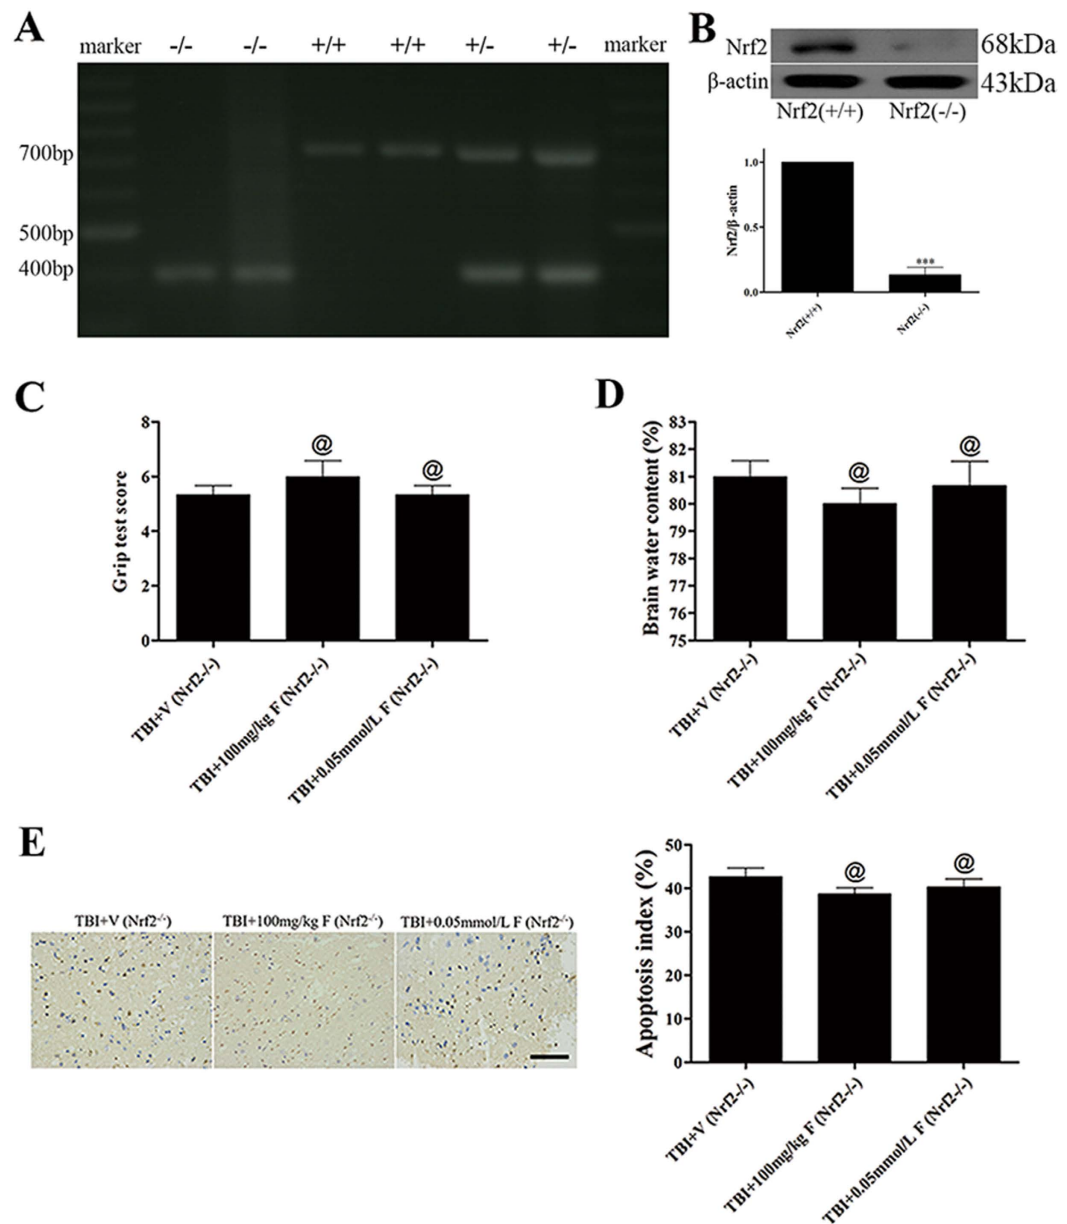 A
marker -/- -/- +/+ +/+ +/- +/- marker
700bp
500bp
400bp
B
Nrf2 68kDa
β-actin 43kDa
Nrf2(+/+) Nrf2(-/-)
Nrf2/β -actin
1.0
0.5
0.0
***
Nrf2(+/+)
Nrf2(-/-)
C
Grip test score
8
6
4
2
0
@
@
TBI+V (Nrf2-/-)
TBI+100mg/kg F (Nrf2-/-)
TBI+0.05mmol/L F (Nrf2-/-)
D
Brain water content (%)
83
82
81
80
79
78
77
76
75
@
@
TBI+V (Nrf2-/-)
TBI+100mg/kg F (Nrf2-/-)
TBI+0.05mmol/L F (Nrf2-/-)
E
TBI+V (Nrf2-/-) TBI+100mg/kg F (Nrf2-/-) TBI+0.05mmol/L F (Nrf2-/-)
Apoptosis index (%)
50
40
30
20
10
0
@
@
TBI+V (Nrf2-/-)
TBI+100mg/kg F (Nrf2-/-)
TBI+0.05mmol/L F (Nrf2-/-)